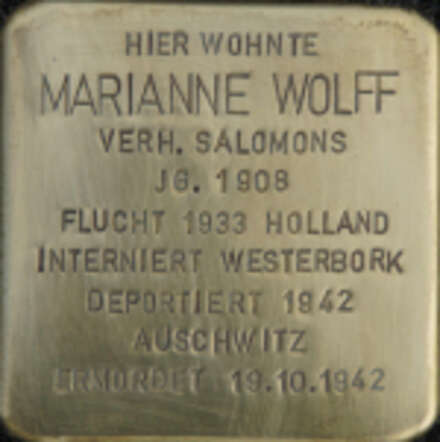 HIER WOHNTE
MARIANNE WOLFF
VERH. SALOMONS
JG. 1908
FLUCHT 1933 HOLLAND
INTERNIERT WESTERBORK
DEPORTIERT 1942
AUSCHWITZ
ERMORDET 19.10.1942